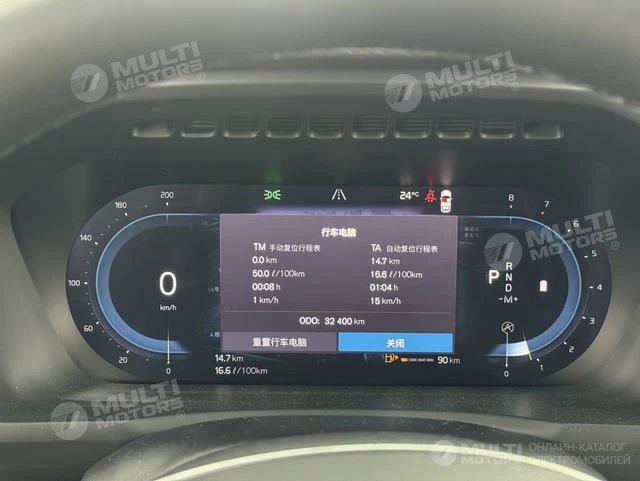 MULTI MOTORS®
MULTI MOTORS
200
24°C
8
180
7
160
行车电脑
6
140
TM 手动复位行程表
TA 自动复位行程表
5
0.0 km
14.7 km
120
0
50.0 ℓ/100km
16.6 ℓ/100km
P
R
N
D
-M+
00:08 h
01:04 h
100
km/h
1 km/h
15 km/h
4
80
ODO: 32 400 km
60
3
40
重置行车电脑
关闭
20
2
14.7 km
90 km
0
16.6 ℓ/100km
0
1
MULTI MOTORS®
MULTI MOTORS
MULTI MOTORS
ОНЛАЙН-КАТАЛОГ
ЭЛЕКТРОМОБИЛЕЙ